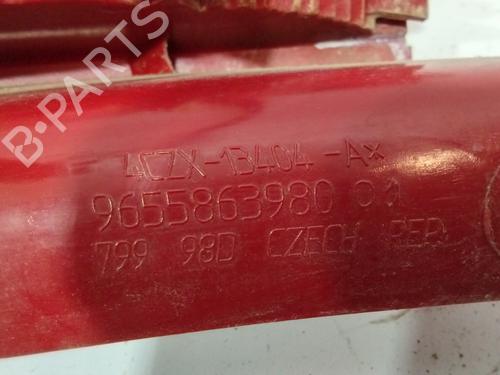 B-PARTS
= 4CZX-13404-A*
9655863980 01
799 98D CZECH REP.